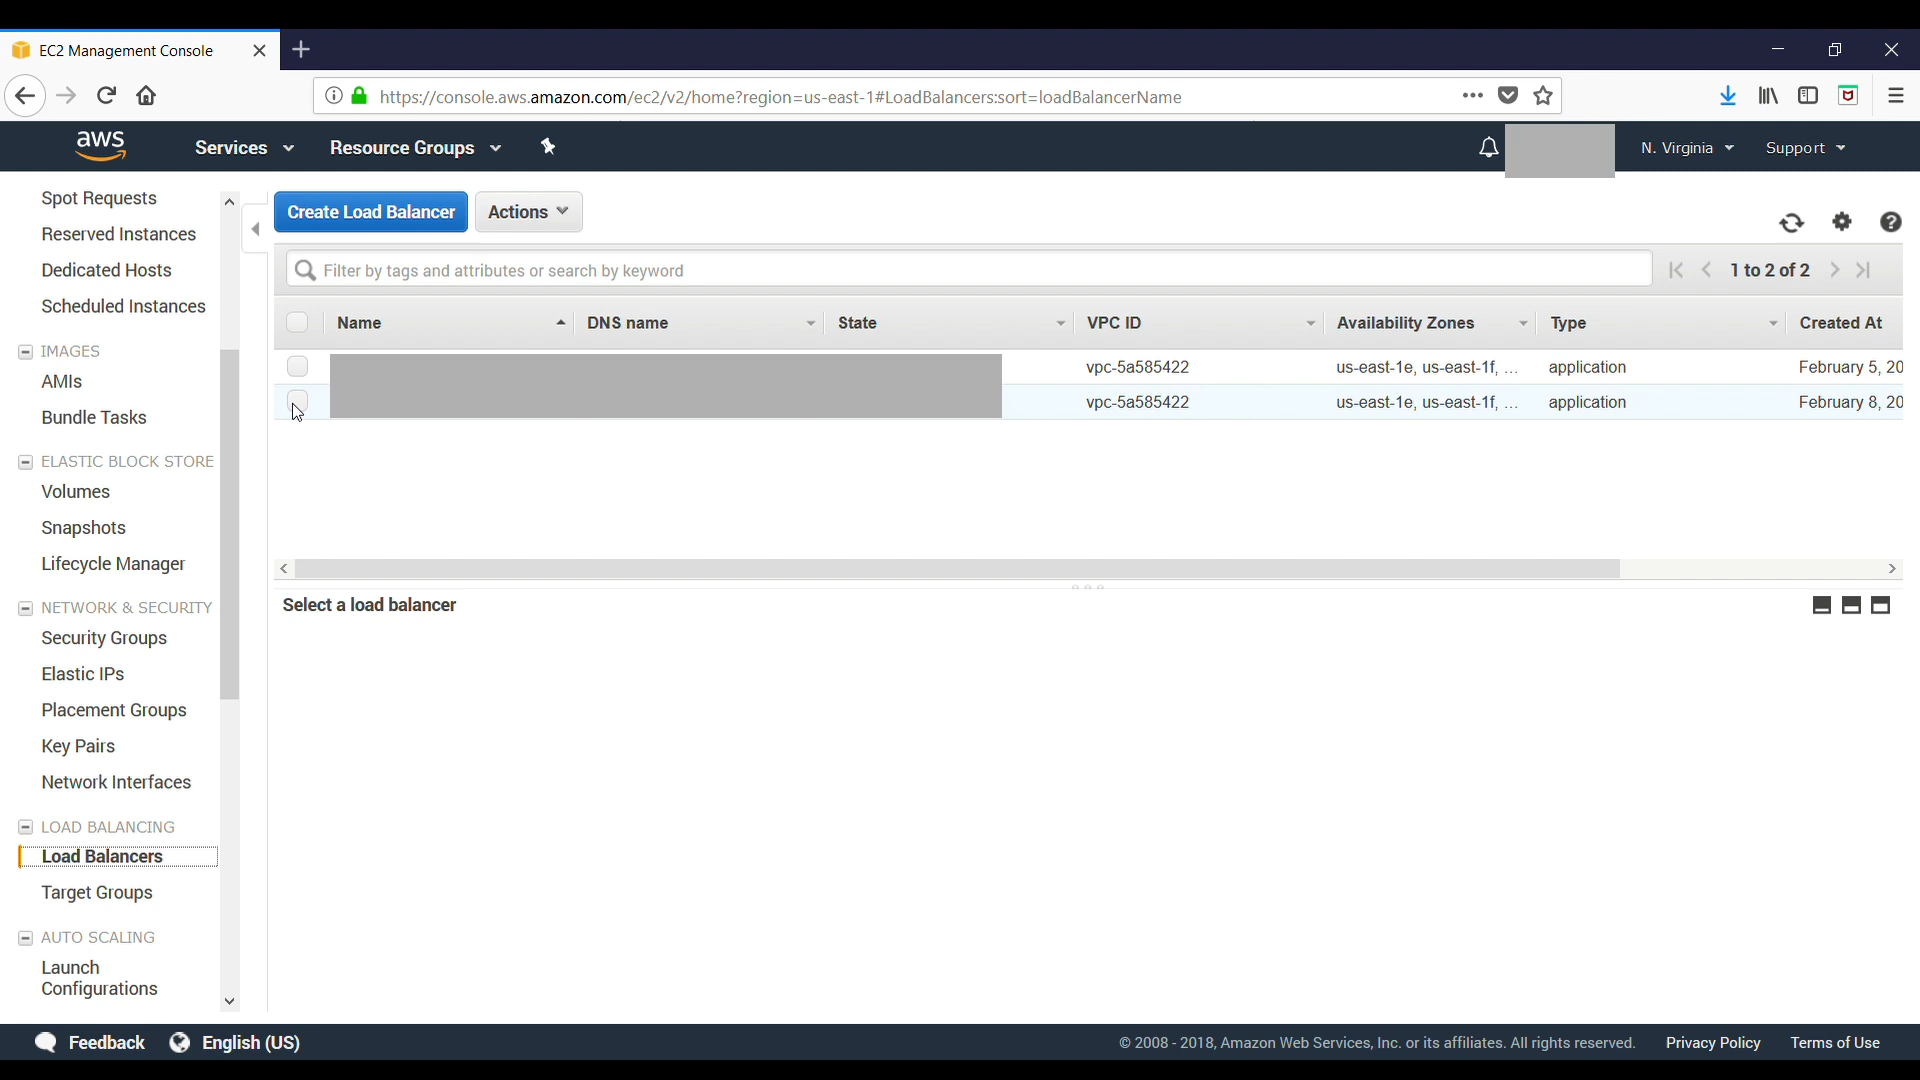 EC2 Management Console
https://console.aws.amazon.com/ec2/v2/home?region=us-east-1#LoadBalancers:sort=loadBalancerName
aws Services Resource Groups N. Virginia Support
Spot Requests
Reserved Instances
Dedicated Hosts
Scheduled Instances
IMAGES
AMIs
Bundle Tasks
ELASTIC BLOCK STORE
Volumes
Snapshots
Lifecycle Manager
NETWORK & SECURITY
Security Groups
Elastic IPs
Placement Groups
Key Pairs
Network Interfaces
LOAD BALANCING
Load Balancers
Target Groups
AUTO SCALING
Launch
Configurations
Create Load Balancer Actions
Filter by tags and attributes or search by keyword 1 to 2 of 2
Name DNS name State VPC ID Availability Zones Type Created At
vpc-5a585422 us-east-1e, us-east-1f, ... application February 5, 20
vpc-5a585422 us-east-1e, us-east-1f, ... application February 8, 20
Select a load balancer
Feedback English (US) © 2008 - 2018, Amazon Web Services, Inc. or its affiliates. All rights reserved. Privacy Policy Terms of Use